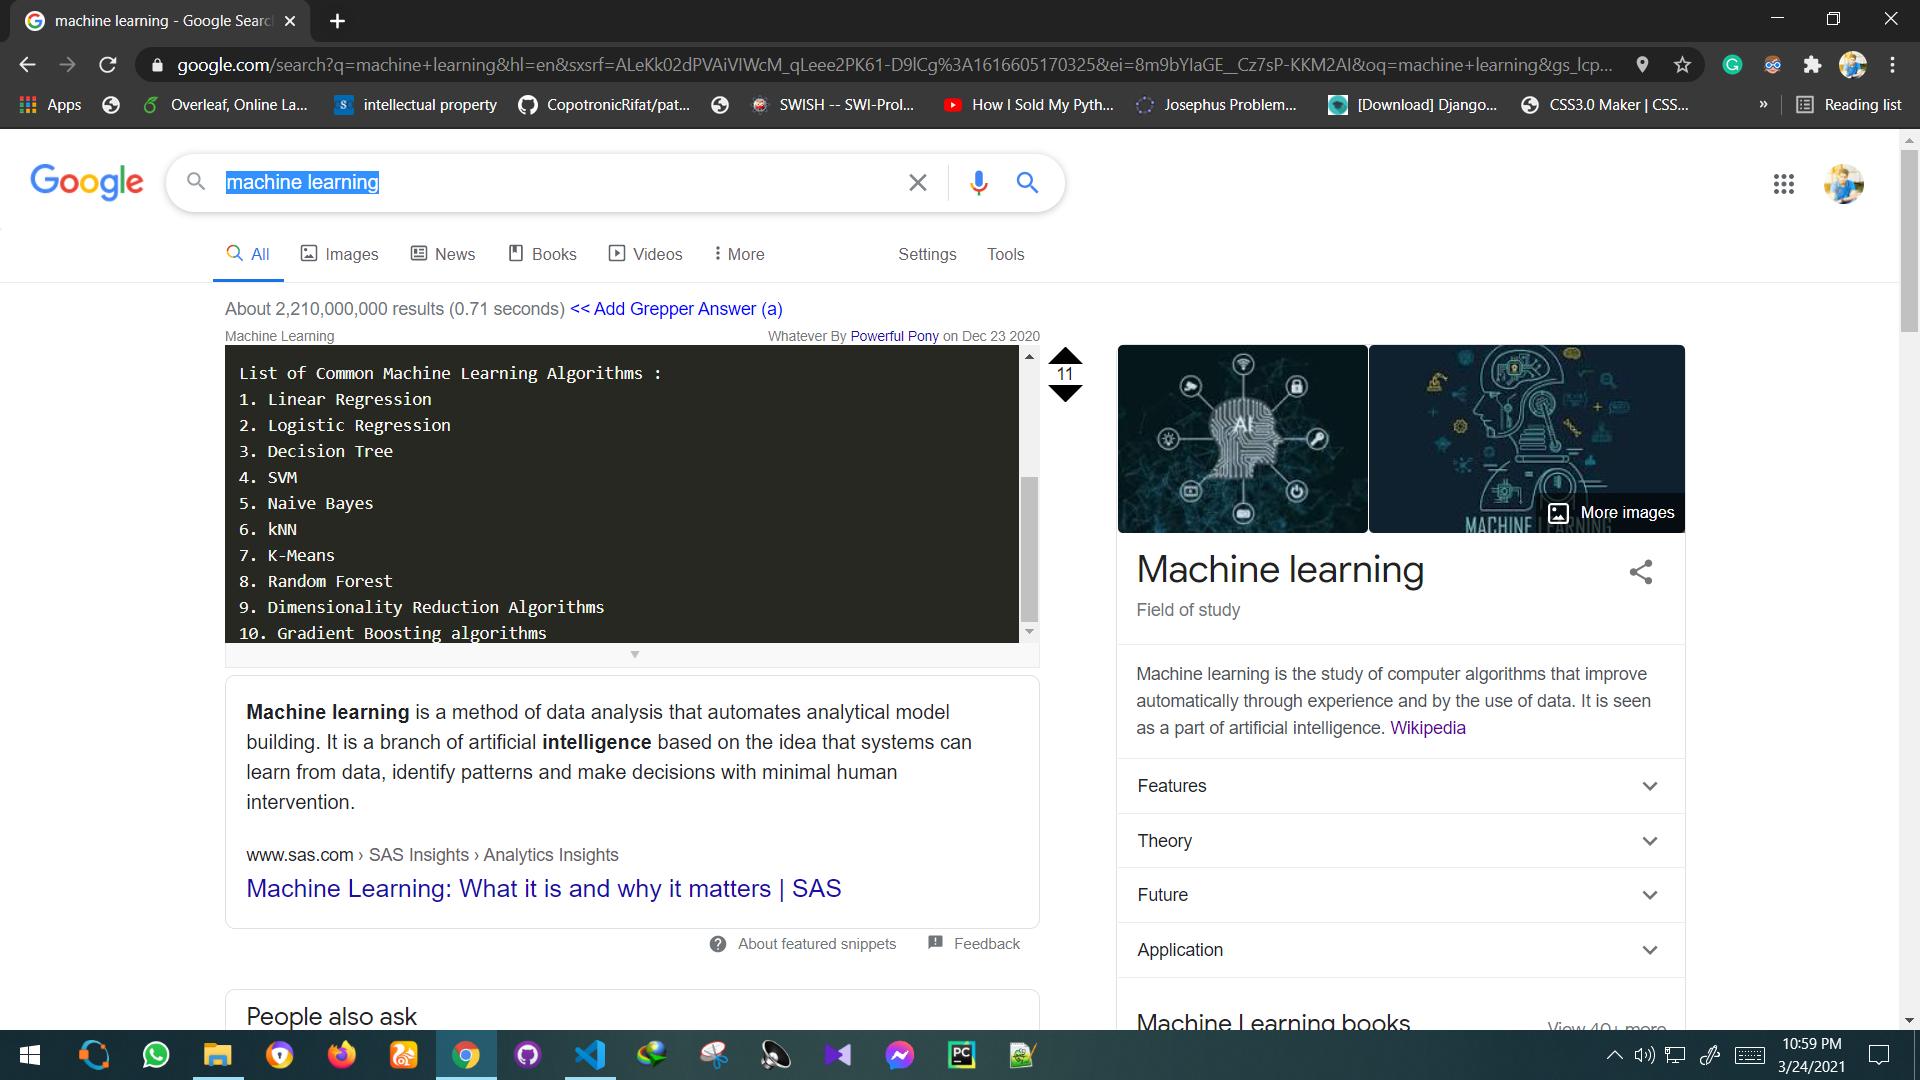 machine learning - Google Searc
google.com/search?q=machine+learning&hl=en&sxsrf=ALeKk02dPVAiVIWcM_qLeee2PK61-D9lCg%3A1616605170325&ei=8m9bYIaGE__Cz7sP-KKM2AI&oq=machine+learning&gs_lcp...
Apps
Overleaf, Online La...
intellectual property
CopotronicRifat/pat...
SWISH -- SWI-Prol...
How I Sold My Pyth...
Josephus Problem...
[Download] Django...
CSS3.0 Maker | CSS...
»
Reading list
Google
machine learning
All
Images
News
Books
Videos
More
Settings
Tools
About 2,210,000,000 results (0.71 seconds) << Add Grepper Answer (a)
Machine Learning
Whatever By Powerful Pony on Dec 23 2020
List of Common Machine Learning Algorithms :
1. Linear Regression
2. Logistic Regression
3. Decision Tree
4. SVM
5. Naive Bayes
6. kNN
7. K-Means
8. Random Forest
9. Dimensionality Reduction Algorithms
10. Gradient Boosting algorithms
11
Machine learning is a method of data analysis that automates analytical model
building. It is a branch of artificial intelligence based on the idea that systems can
learn from data, identify patterns and make decisions with minimal human
intervention.
www.sas.com › SAS Insights › Analytics Insights
Machine Learning: What it is and why it matters | SAS
About featured snippets
Feedback
People also ask
AI
MACHINE LEARNING
More images
Machine learning
Field of study
Machine learning is the study of computer algorithms that improve
automatically through experience and by the use of data. It is seen
as a part of artificial intelligence. Wikipedia
Features
Theory
Future
Application
Machine Learning books
View 40+ more
PC
10:59 PM
3/24/2021